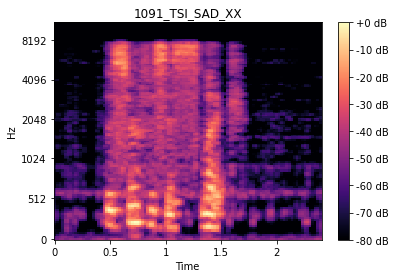 1091_TSI_SAD_XX
+0 dB
8192
-10 dB
4096
-20 dB
-30 dB
2048
Hz
-40 dB
1024
-50 dB
512
-60 dB
-70 dB
0
-80 dB
0
0.5
1
1.5
2
Time